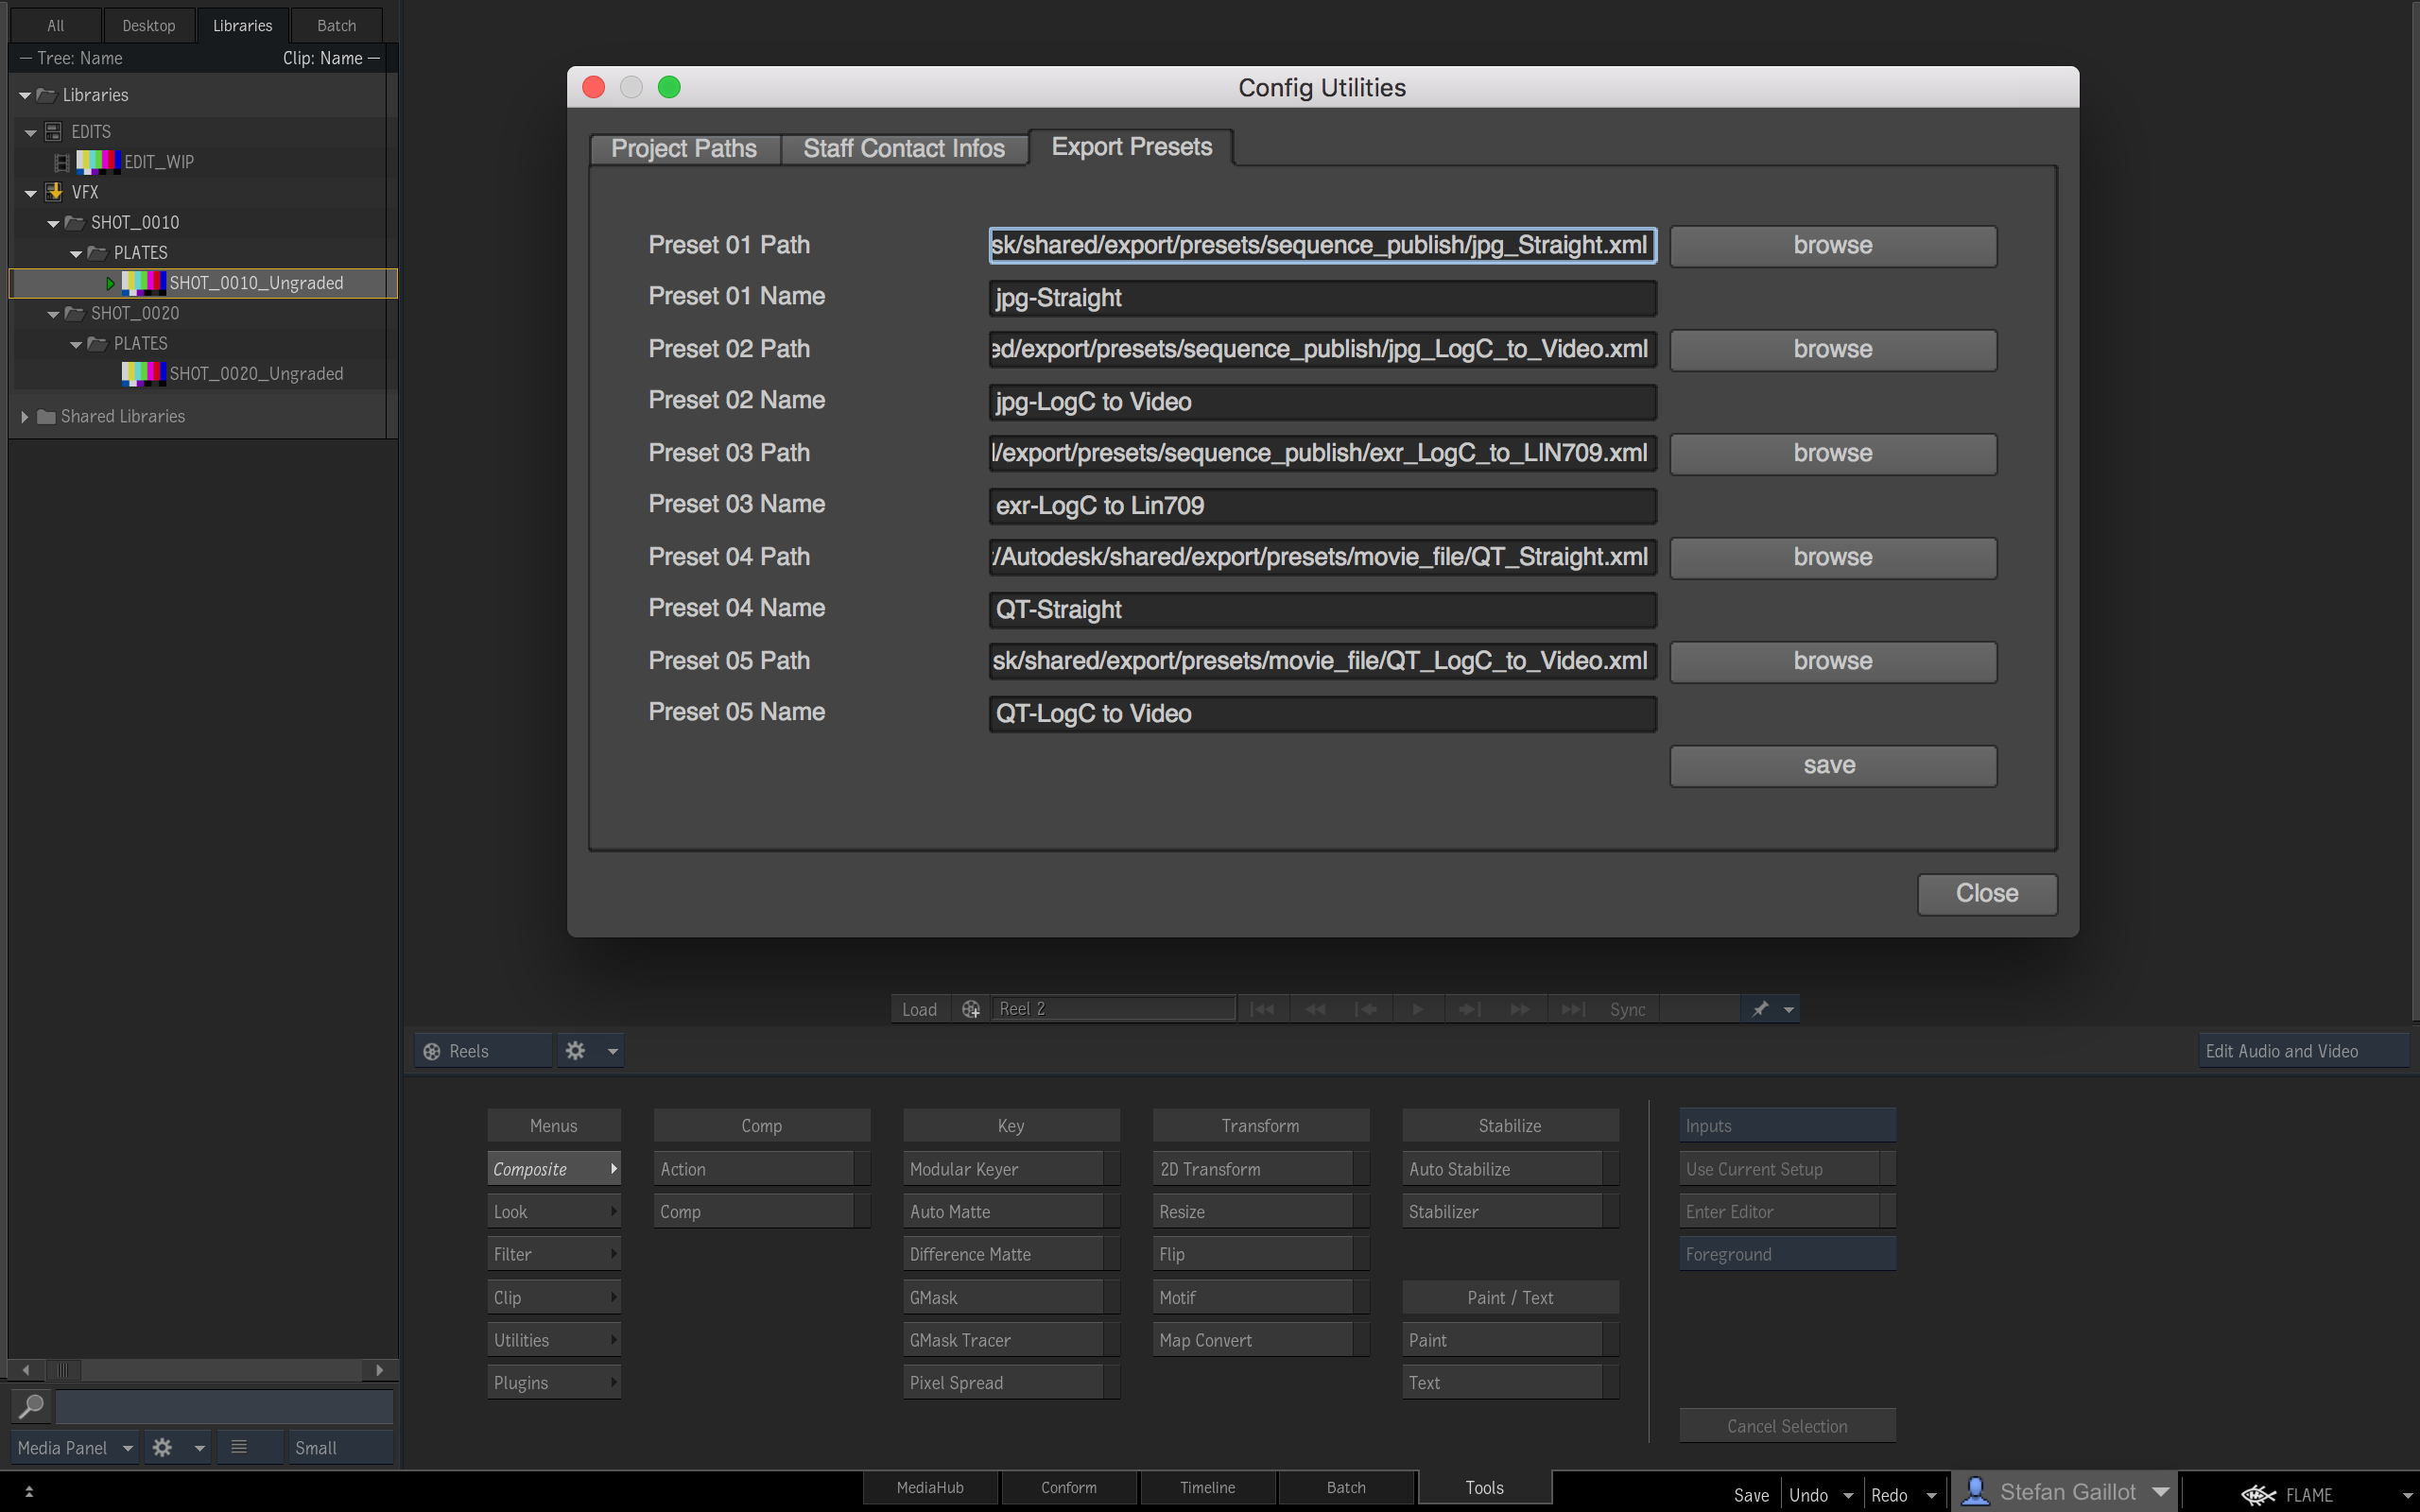 All
Desktop
Libraries
Batch
Tree: Name
Clip: Name
Libraries
EDITS
EDIT_WIP
VFX
SHOT_0010
PLATES
SHOT_0010_Ungraded
SHOT_0020
PLATES
SHOT_0020_Ungraded
Shared Libraries
Config Utilities
Project Paths
Staff Contact Infos
Export Presets
Preset 01 Path
sk/shared/export/presets/sequence_publish/jpg_Straight.xml
browse
Preset 01 Name
jpg-Straight
Preset 02 Path
ed/export/presets/sequence_publish/jpg_LogC_to_Video.xml
browse
Preset 02 Name
jpg-LogC to Video
Preset 03 Path
/export/presets/sequence_publish/exr_LogC_to_LIN709.xml
browse
Preset 03 Name
exr-LogC to Lin709
Preset 04 Path
/Autodesk/shared/export/presets/movie_file/QT_Straight.xml
browse
Preset 04 Name
QT-Straight
Preset 05 Path
sk/shared/export/presets/movie_file/QT_LogC_to_Video.xml
browse
Preset 05 Name
QT-LogC to Video
save
Close
Load
Reel 2
Sync
Reels
Edit Audio and Video
Menus
Comp
Key
Transform
Stabilize
Inputs
Composite
Action
Modular Keyer
2D Transform
Auto Stabilize
Use Current Setup
Look
Comp
Auto Matte
Resize
Stabilizer
Enter Editor
Filter
Difference Matte
Flip
Foreground
Clip
GMask
Motif
Paint / Text
Utilities
GMask Tracer
Map Convert
Paint
Plugins
Pixel Spread
Text
Cancel Selection
Media Panel
Small
MediaHub
Conform
Timeline
Batch
Tools
Save
Undo
Redo
Stefan Gaillot
FLAME